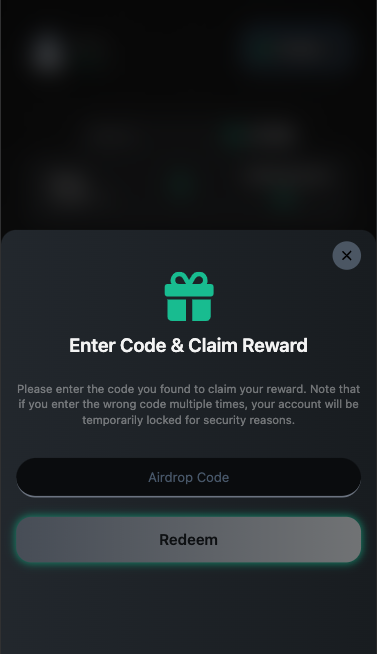 Enter Code & Claim Reward
Please enter the code you found to claim your reward. Note that
if you enter the wrong code multiple times, your account will be
temporarily locked for security reasons.
Airdrop Code
Redeem